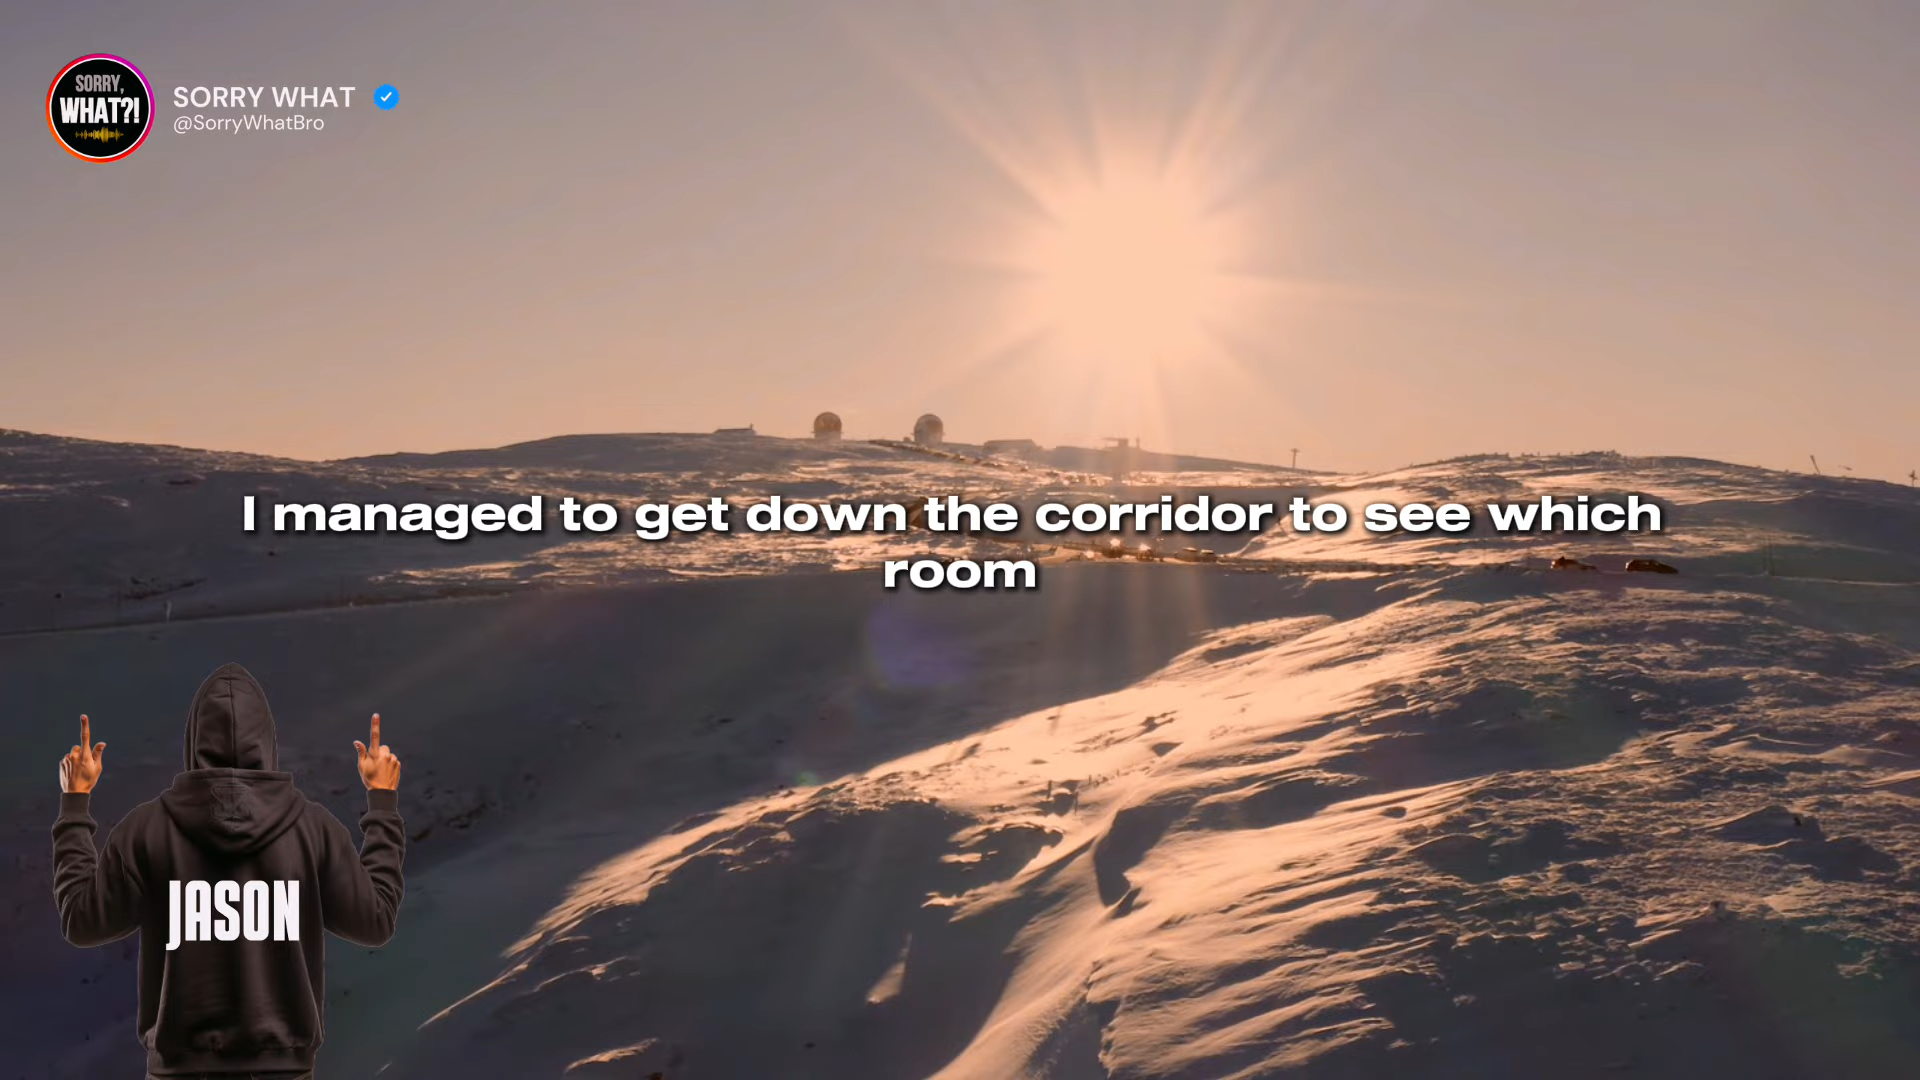 SORRY,
WHAT?!
SORRY WHAT
@SorryWhatBro
I managed to get down the corridor to see which
room
JASON